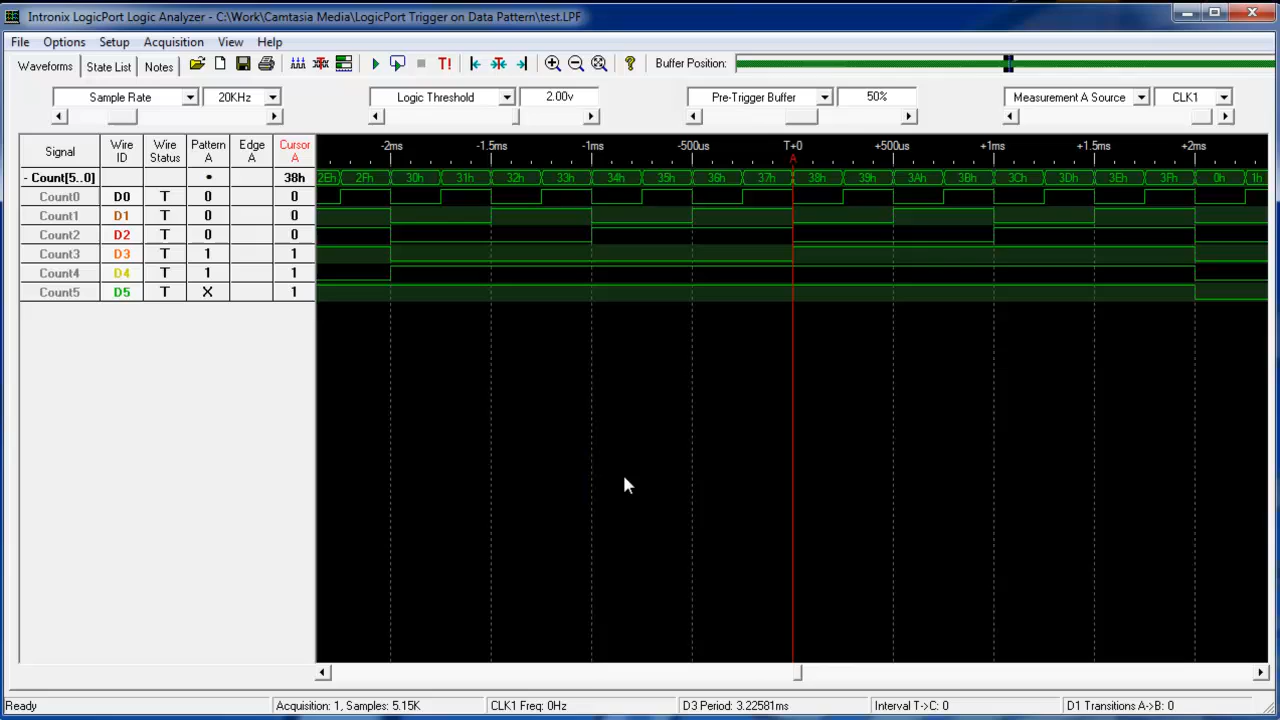 Intronix LogicPort Logic Analyzer - C:\Work\Camtasia Media\LogicPort Trigger on Data Pattern\test.LPF
File Options Setup Acquisition View Help
Waveforms State List Notes T! ? Buffer Position:
Sample Rate 20KHz Logic Threshold 2.00v Pre-Trigger Buffer 50% Measurement A Source CLK1
Signal Wire ID Wire Status Pattern A Edge A Cursor A -2ms -1.5ms -1ms -500us T+0 +500us +1ms +1.5ms +2ms
A
- Count[5..0] • 38h 2Eh 2Fh 30h 31h 32h 33h 34h 35h 36h 37h 38h 39h 3Ah 3Bh 3Ch 3Dh 3Eh 3Fh 0h 1h
Count0 D0 T 0 0
Count1 D1 T 0 0
Count2 D2 T 0 0
Count3 D3 T 1 1
Count4 D4 T 1 1
Count5 D5 T X 1
Ready Acquisition: 1, Samples: 5.15K CLK1 Freq: 0Hz D3 Period: 3.22581ms Interval T->C: 0 D1 Transitions A->B: 0